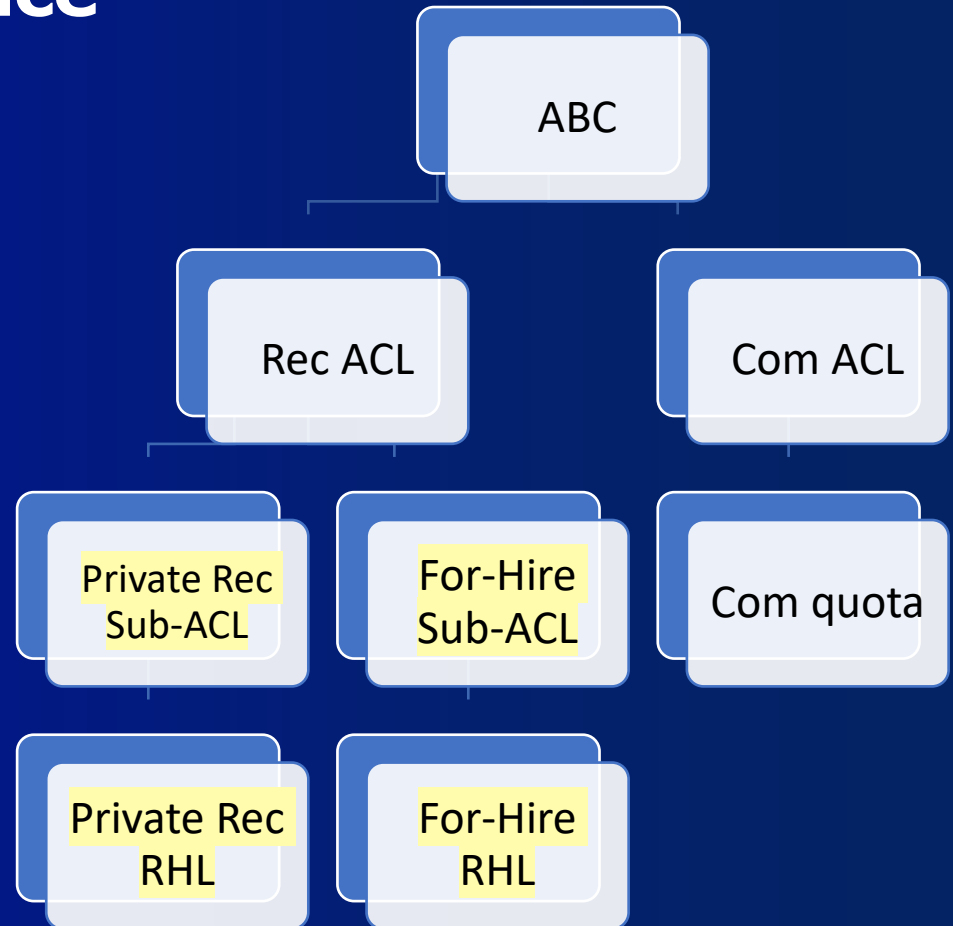 ABC
Rec ACL
Com ACL
Private Rec
Sub-ACL
For-Hire
Sub-ACL
Com quota
Private Rec
RHL
For-Hire
RHL